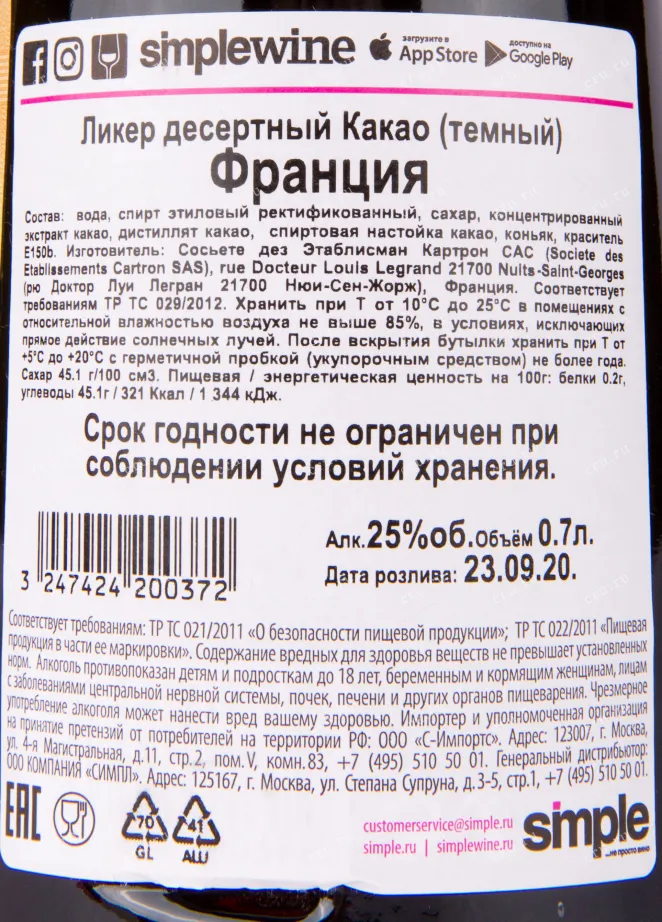 simplewine загрузите в App Store доступно на Google Play
Ликер десертный Какао (темный)
Франция
Состав: вода, спирт этиловый ректификованный, сахар, концентрированный
экстракт какао, дистиллят какао, спиртовая настойка какао, коньяк, краситель
E150b. Изготовитель: Сосьете дез Этаблисман Картрон САС (Societe des
Etablissements Cartron SAS), rue Docteur Louis Legrand 21700 Nuits-Saint-Georges
(рю Доктор Луи Легран 21700 Нюи-Сен-Жорж), Франция. Соответствует
требованиям ТР ТС 029/2012. Хранить при Т от 10°С до 25°С в помещениях с
относительной влажностью воздуха не выше 85%, в условиях, исключающих
прямое действие солнечных лучей. После вскрытия бутылки хранить при Т от
+5°С до +20°С с герметичной пробкой (укупорочным средством) не более года.
Сахар 45.1 г/100 см3. Пищевая / энергетическая ценность на 100г: белки 0.2г,
углеводы 45.1г / 321 Ккал / 1 344 кДж.
Срок годности не ограничен при
соблюдении условий хранения.
Алк.25%об.Объём 0.7л.
Дата розлива: 23.09.20.
3 247424 200372
Соответствует требованиям: ТР ТС 021/2011 «О безопасности пищевой продукции»; ТР ТС 022/2011 «Пищевая
продукция в части ее маркировки». Содержание вредных для здоровья веществ не превышает установленных
норм. Алкоголь противопоказан детям и подросткам до 18 лет, беременным и кормящим женщинам, лицам
с заболеваниями центральной нервной системы, почек, печени и других органов пищеварения. Чрезмерное
употребление алкоголя может нанести вред вашему здоровью. Импортер и уполномоченная организация
на принятие претензий от потребителей на территории РФ: ООО «С-Импортс». Адрес: 123007, г. Москва,
ул. 4-я Магистральная, д.11, стр.2, пом.V, комн.83, +7 (495) 510 50 01. Генеральный дистрибьютор:
ООО КОМПАНИЯ «СИМПЛ». Адрес: 125167, г. Москва, ул. Степана Супруна, д.3-5, стр.1, +7 (495) 510 50 01.
EAC
70
GL
41
ALU
customerservice@simple.ru
simple.ru | simplewine.ru
simple
...не просто вино